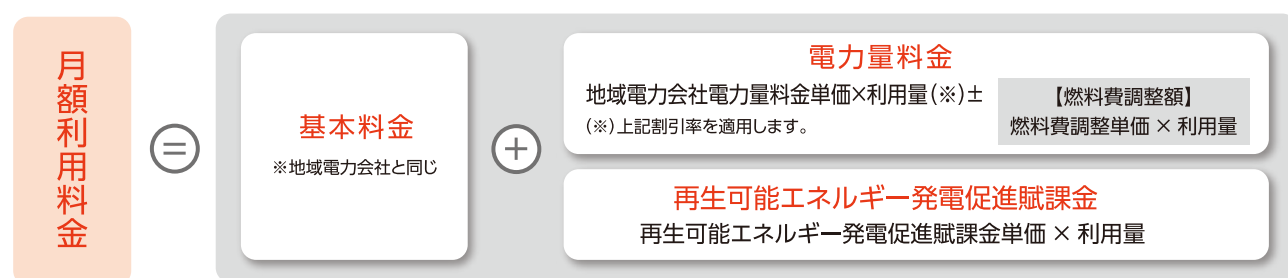 月額利用料金
=
基本料金
※地域電力会社と同じ
+
電力量料金
地域電力会社電力量料金単価×利用量(※)±
(※)上記割引率を適用します。
【燃料費調整額】
燃料費調整単価 × 利用量
再生可能エネルギー発電促進賦課金
再生可能エネルギー発電促進賦課金単価 × 利用量